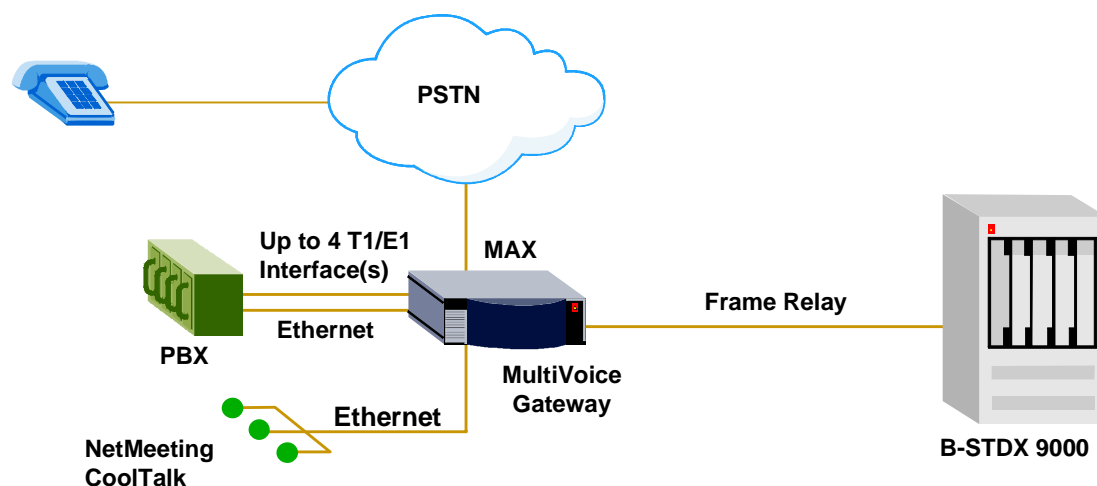 PSTN
Up to 4 T1/E1
Interface(s)
MAX
Ethernet
Frame Relay
PBX
MultiVoice
Gateway
Ethernet
NetMeeting
CoolTalk
B-STDX 9000